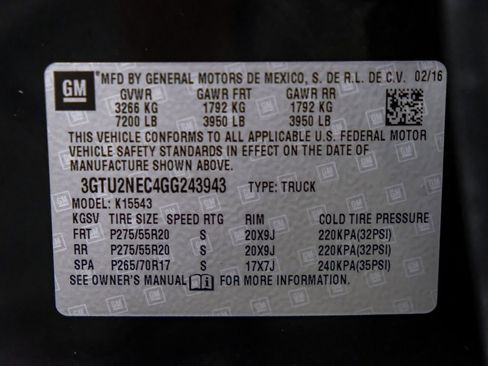 GM
MFD BY GENERAL MOTORS DE MEXICO, S. DE R.L. DE C.V. 02/16
GVWR GAWR FRT GAWR RR
3266 KG 1792 KG 1792 KG
7200 LB 3950 LB 3950 LB
THIS VEHICLE CONFORMS TO ALL APPLICABLE U.S. FEDERAL MOTOR
VEHICLE SAFETY STANDARDS IN EFFECT ON THE DATE OF
MANUFACTURE SHOWN ABOVE.
3GTU2NEC4GG243943 TYPE: TRUCK
MODEL: K15543
KGSV TIRE SIZE SPEED RTG RIM COLD TIRE PRESSURE
FRT P275/55R20 S 20X9J 220KPA(32PSI)
RR P275/55R20 S 20X9J 220KPA(32PSI)
SPA P265/70R17 S 17X7J 240KPA(35PSI)
SEE OWNER'S MANUAL FOR MORE INFORMATION.